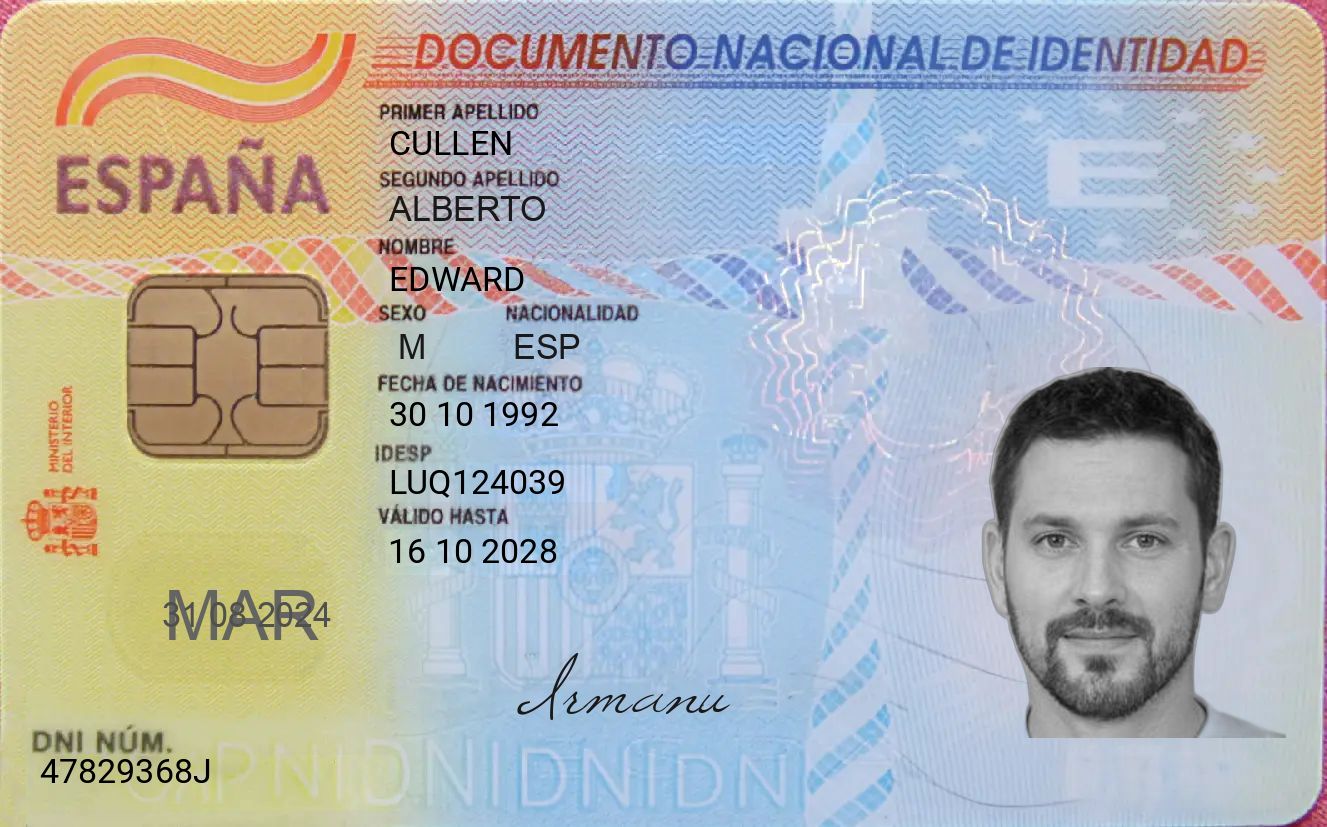 DOCUMENTO NACIONAL DE IDENTIDAD
ESPAÑA
PRIMER APELLIDO
CULLEN
SEGUNDO APELLIDO
ALBERTO
NOMBRE
EDWARD
SEXO NACIONALIDAD
M ESP
FECHA DE NACIMIENTO
30 10 1992
IDESP
LUQ124039
VÁLIDO HASTA
16 10 2028
MINISTERIO
DEL INTERIOR
E
MAR
31 08 2024
Irmanu
DNI NÚM.
47829368J